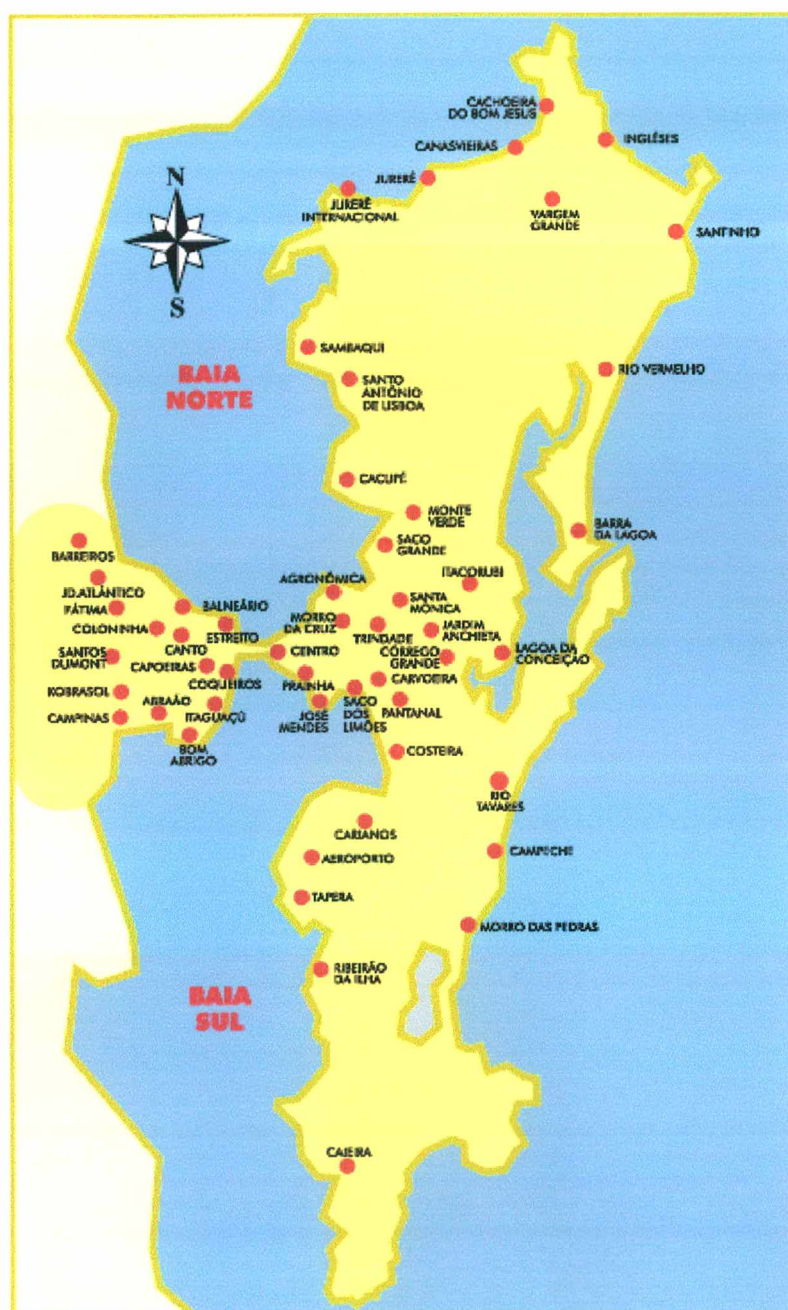 CACHOEIRA
DO BOM JESUS
CANASVIEIRAS
INGLÊSES
JURERÊ
JURERÊ
INTERNACIONAL
VARGEM
GRANDE
SANTINHO
N
S
SAMBAQUI
BAIA
NORTE
SANTO
ANTÔNIO
DE LISBOA
RIO VERMELHO
CACUPÉ
MONTE
VERDE
BARRA
DA LAGOA
SACO
GRANDE
BARREIROS
ITACORUBI
AGRONÔMICA
JD.ATLÂNTICO
FÁTIMA
BALNEÁRIO
SANTA
MÔNICA
COLONINHA
ESTREITO
MORRO
DA CRUZ
TRINDADE
JARDIM
ANCHIETA
CANTO
SANTOS
DUMONT
CAPOEIRAS
CENTRO
CÓRREGO
GRANDE
LAGOA DA
CONCEIÇÃO
COQUEIROS
PRAINHA
CARVOEIRA
KOBRASOL
ABRAÃO
ITAGUAÇÚ
JOSÉ
MENDES
SACO
DOS
LIMÕES
PANTANAL
CAMPINAS
BOM
ABRIGO
COSTEIRA
RIO
TAVARES
CARIANOS
CAMPECHE
AEROPORTO
TAPERA
MORRO DAS PEDRAS
RIBEIRÃO
DA ILHA
BAIA
SUL
CAIEIRA